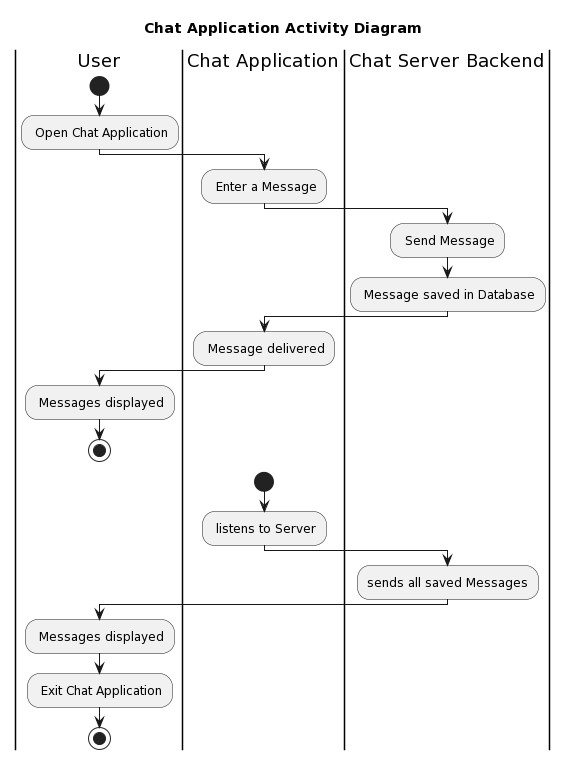 Chat Application Activity Diagram
User
Chat Application
Chat Server Backend
Open Chat Application
Enter a Message
Send Message
Message saved in Database
Message delivered
Messages displayed
listens to Server
sends all saved Messages
Messages displayed
Exit Chat Application